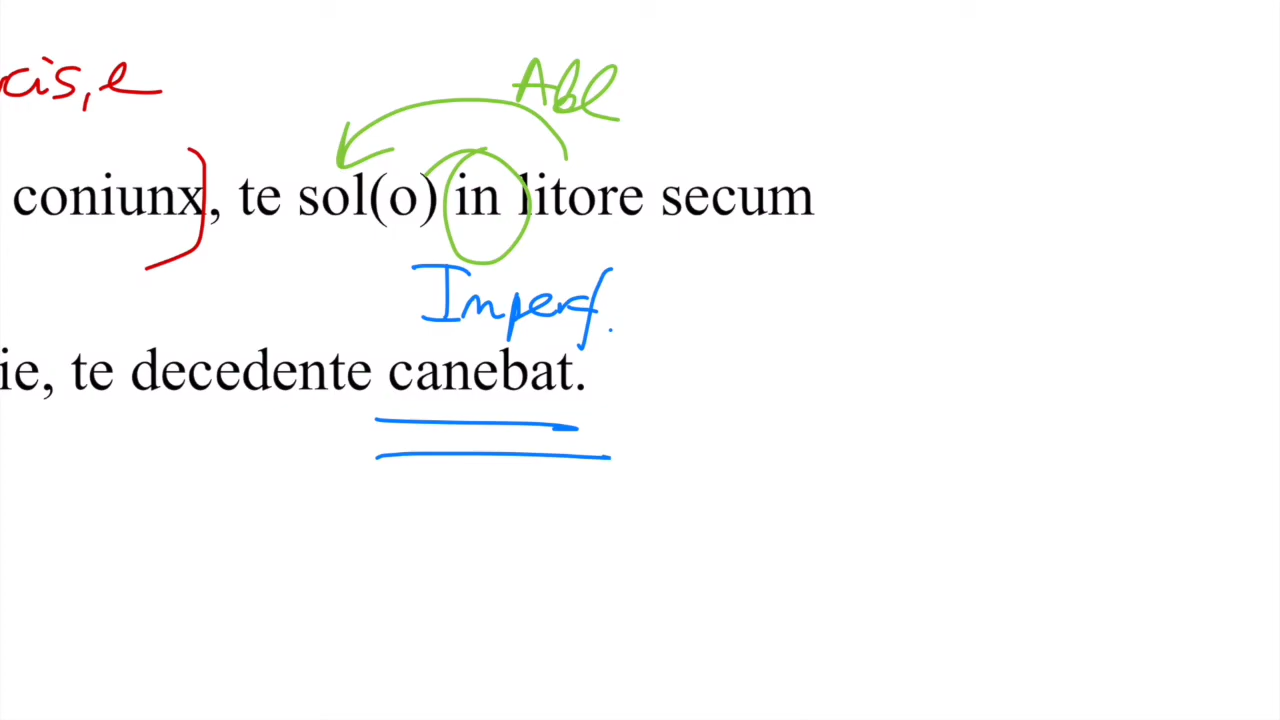 cis, e
Abl
coniunx, te sol(o) in litore secum
Imperf.
ie, te decedente canebat.